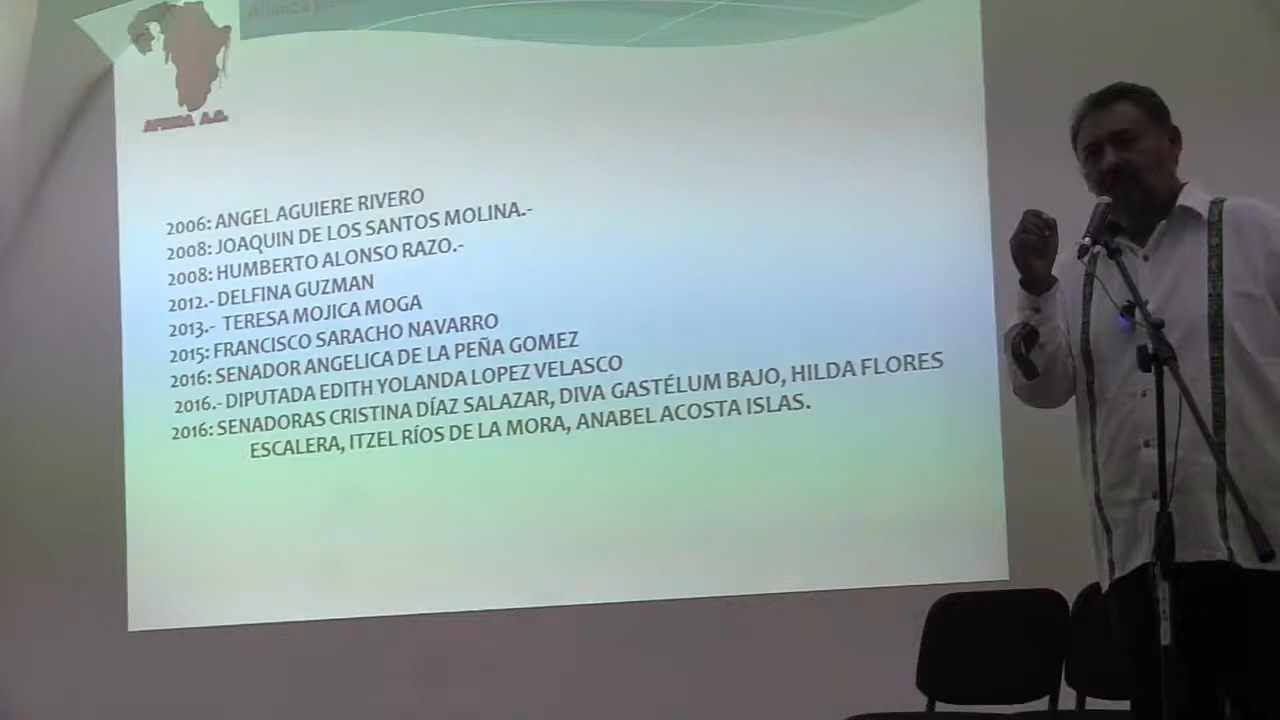 AFRICA A.C.
2006: ANGEL AGUIERE RIVERO
2008: JOAQUIN DE LOS SANTOS MOLINA.-
2008: HUMBERTO ALONSO RAZO.-
2012.- DELFINA GUZMAN
2013.- TERESA MOJICA MOGA
2015: FRANCISCO SARACHO NAVARRO
2016: SENADOR ANGELICA DE LA PEÑA GOMEZ
2016.- DIPUTADA EDITH YOLANDA LOPEZ VELASCO
2016: SENADORAS CRISTINA DÍAZ SALAZAR, DIVA GASTÉLUM BAJO, HILDA FLORES
ESCALERA, ITZEL RÍOS DE LA MORA, ANABEL ACOSTA ISLAS.